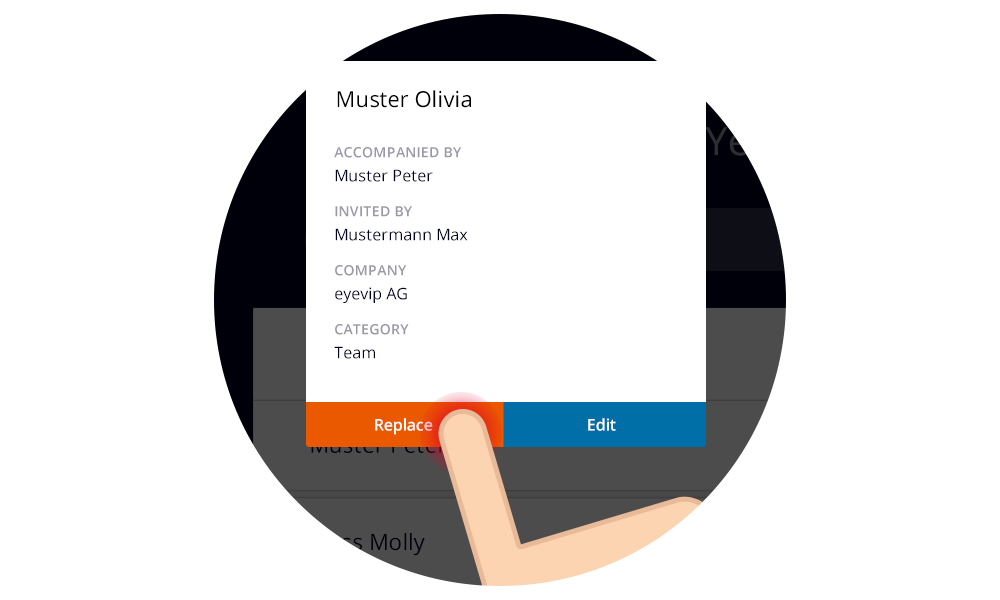 Muster Olivia
ACCOMPANIED BY
Muster Peter
INVITED BY
Mustermann Max
COMPANY
eyevip AG
CATEGORY
Team
Replace
Edit
Muster Peter
Molly